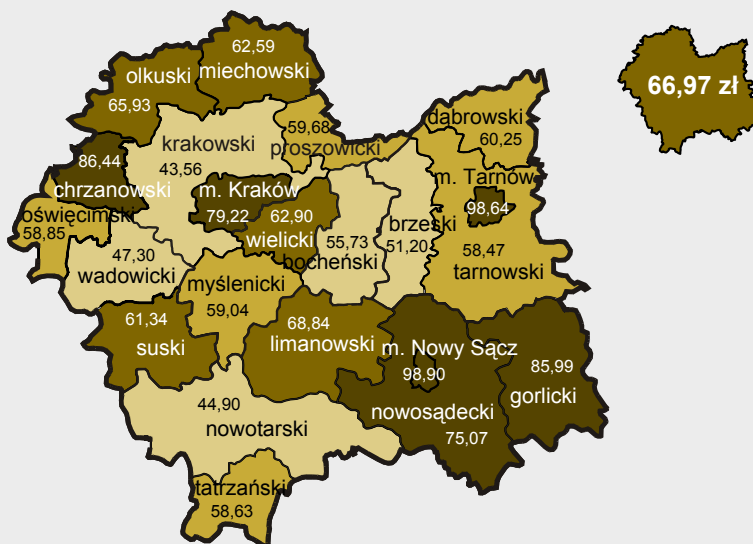 62,59
miechowski
olkuski
65,93
66,97 zł
krakowski
43,56
59,68
proszowicki
dąbrowski
60,25
86,44
chrzanowski
m. Kraków
79,22
62,90
wielicki
m. Tarnów
98,64
oświęcimski
58,85
brzeski
51,20
55,73
bocheński
58,47
tarnowski
47,30
wadowicki
myślenicki
59,04
61,34
suski
68,84
limanowski
m. Nowy Sącz
98,90
nowosądecki
75,07
85,99
gorlicki
44,90
nowotarski
tatrzański
58,63